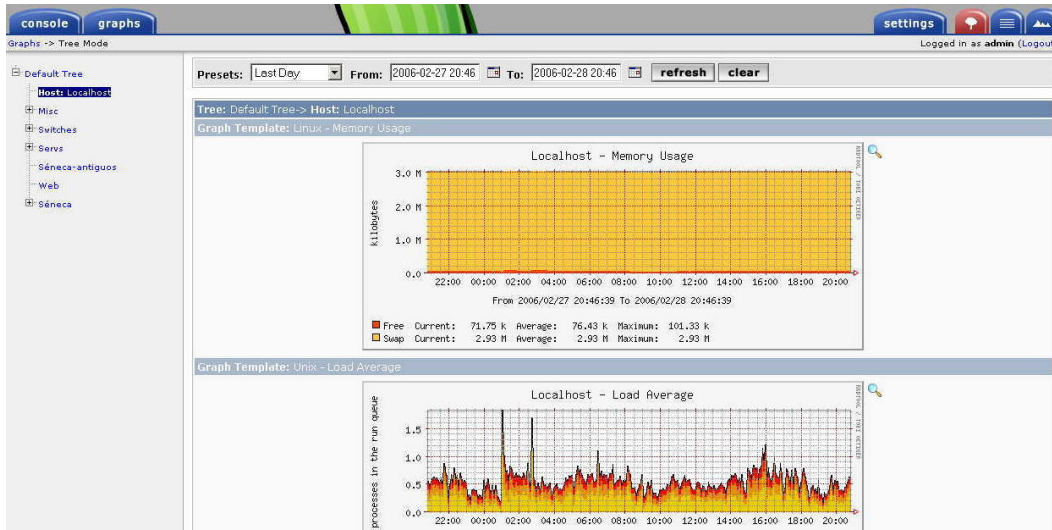 console graphs settings
Graphs -> Tree Mode
Logged in as admin (Logout
Default Tree
Host: Localhost
Misc
Switches
Servs
Séneca-antiguos
Web
Séneca
Presets: Last Day From: 2006-02-27 20:46 To: 2006-02-28 20:46 refresh clear
Tree: Default Tree-> Host: Localhost
Graph Template: Linux - Memory Usage
Localhost - Memory Usage
kilobytes
3.0 M
2.0 M
1.0 M
0.0
22:00 00:00 02:00 04:00 06:00 08:00 10:00 12:00 14:00 16:00 18:00 20:00
From 2006/02/27 20:46:39 To 2006/02/28 20:46:39
Free Current: 71.75 k Average: 76.43 k Maximum: 101.33 k
Swap Current: 2.93 M Average: 2.93 M Maximum: 2.93 M
RRDTOOL / TOBI OETIKER
Graph Template: Unix - Load Average
Localhost - Load Average
processes in the run queue
1.5
1.0
0.5
0.0
22:00 00:00 02:00 04:00 06:00 08:00 10:00 12:00 14:00 16:00 18:00 20:00
RRDTOOL / TOBI OETIKER